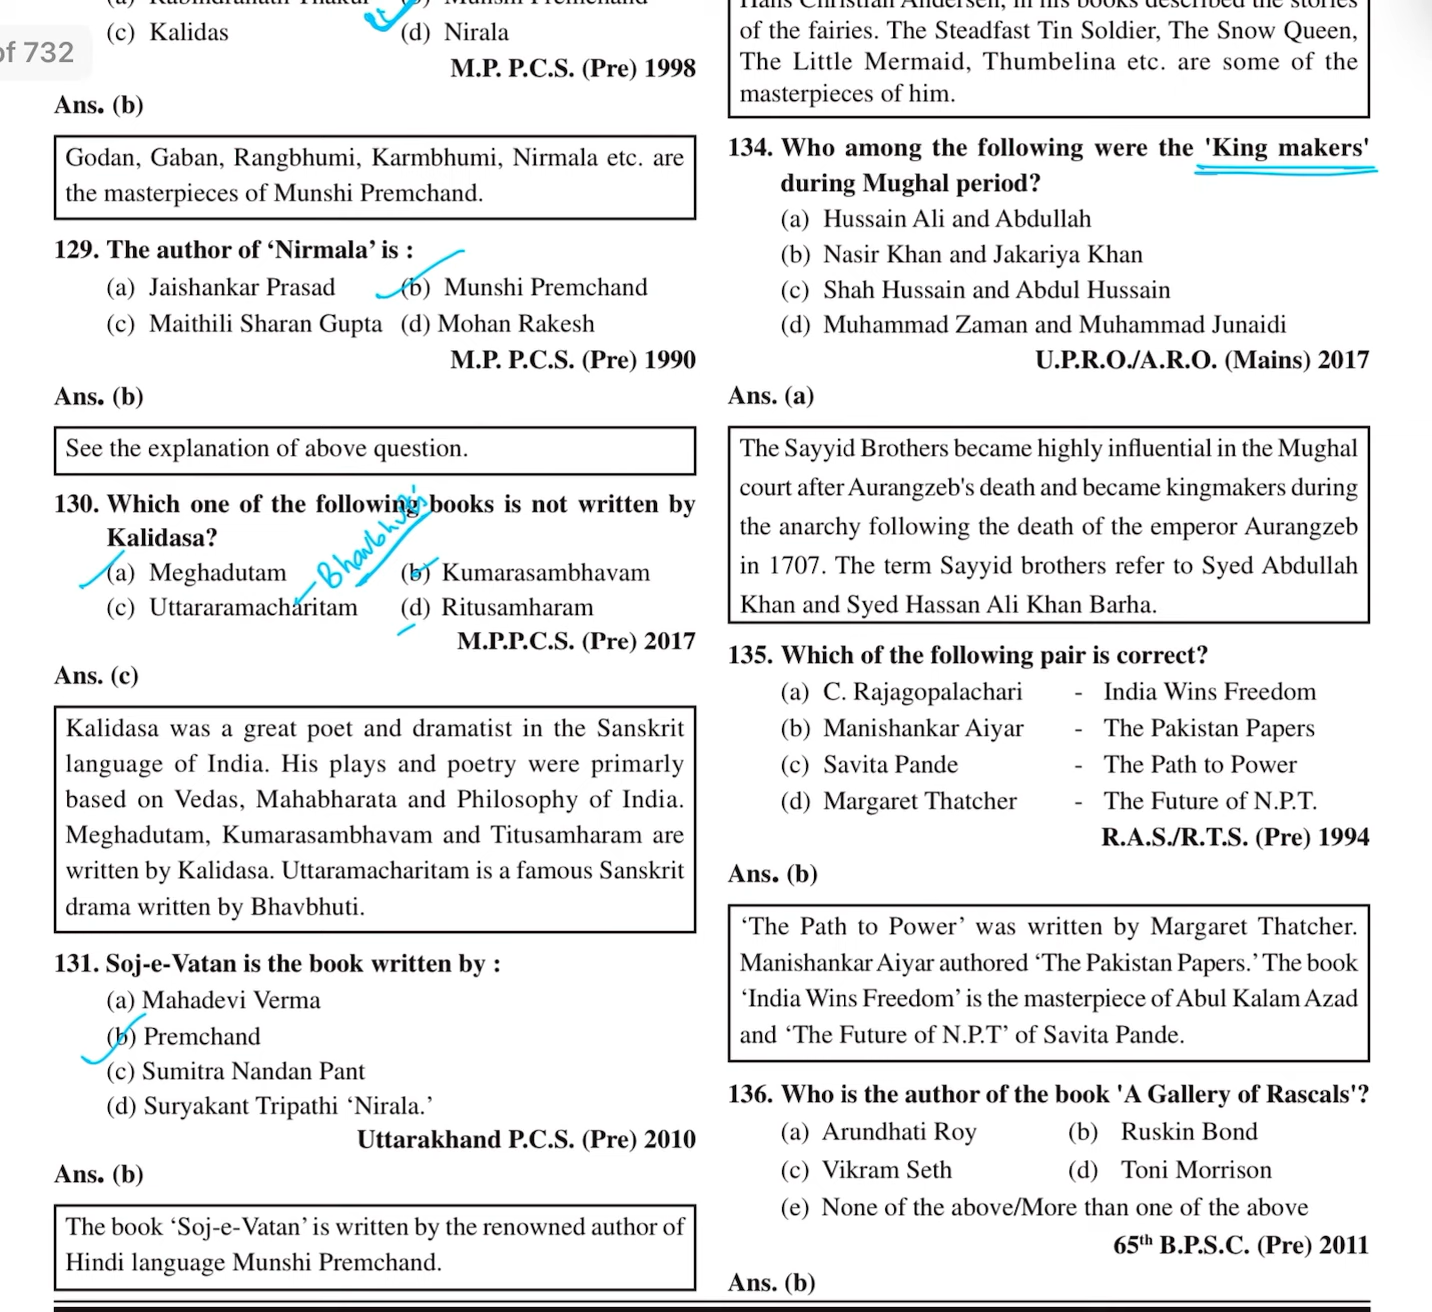 of 732
(c) Kalidas (d) Nirala
M.P. P.C.S. (Pre) 1998
Ans. (b)
Godan, Gaban, Rangbhumi, Karmbhumi, Nirmala etc. are
the masterpieces of Munshi Premchand.
129. The author of ‘Nirmala’ is :
(a) Jaishankar Prasad (b) Munshi Premchand
(c) Maithili Sharan Gupta (d) Mohan Rakesh
M.P. P.C.S. (Pre) 1990
Ans. (b)
See the explanation of above question.
130. Which one of the following books is not written by
Kalidasa?
Bhavbhuti
(a) Meghadutam (b) Kumarasambhavam
(c) Uttararamacharitam (d) Ritusamharam
M.P.P.C.S. (Pre) 2017
Ans. (c)
Kalidasa was a great poet and dramatist in the Sanskrit
language of India. His plays and poetry were primarly
based on Vedas, Mahabharata and Philosophy of India.
Meghadutam, Kumarasambhavam and Titusamharam are
written by Kalidasa. Uttaramacharitam is a famous Sanskrit
drama written by Bhavbhuti.
131. Soj-e-Vatan is the book written by :
(a) Mahadevi Verma
(b) Premchand
(c) Sumitra Nandan Pant
(d) Suryakant Tripathi ‘Nirala.’
Uttarakhand P.C.S. (Pre) 2010
Ans. (b)
The book ‘Soj-e-Vatan’ is written by the renowned author of
Hindi language Munshi Premchand.
Hans Christian Andersen, in his books described the stories
of the fairies. The Steadfast Tin Soldier, The Snow Queen,
The Little Mermaid, Thumbelina etc. are some of the
masterpieces of him.
134. Who among the following were the 'King makers'
during Mughal period?
(a) Hussain Ali and Abdullah
(b) Nasir Khan and Jakariya Khan
(c) Shah Hussain and Abdul Hussain
(d) Muhammad Zaman and Muhammad Junaidi
U.P.R.O./A.R.O. (Mains) 2017
Ans. (a)
The Sayyid Brothers became highly influential in the Mughal
court after Aurangzeb's death and became kingmakers during
the anarchy following the death of the emperor Aurangzeb
in 1707. The term Sayyid brothers refer to Syed Abdullah
Khan and Syed Hassan Ali Khan Barha.
135. Which of the following pair is correct?
(a) C. Rajagopalachari - India Wins Freedom
(b) Manishankar Aiyar - The Pakistan Papers
(c) Savita Pande - The Path to Power
(d) Margaret Thatcher - The Future of N.P.T.
R.A.S./R.T.S. (Pre) 1994
Ans. (b)
‘The Path to Power’ was written by Margaret Thatcher.
Manishankar Aiyar authored ‘The Pakistan Papers.’ The book
‘India Wins Freedom’ is the masterpiece of Abul Kalam Azad
and ‘The Future of N.P.T’ of Savita Pande.
136. Who is the author of the book 'A Gallery of Rascals'?
(a) Arundhati Roy (b) Ruskin Bond
(c) Vikram Seth (d) Toni Morrison
(e) None of the above/More than one of the above
65th B.P.S.C. (Pre) 2011
Ans. (b)